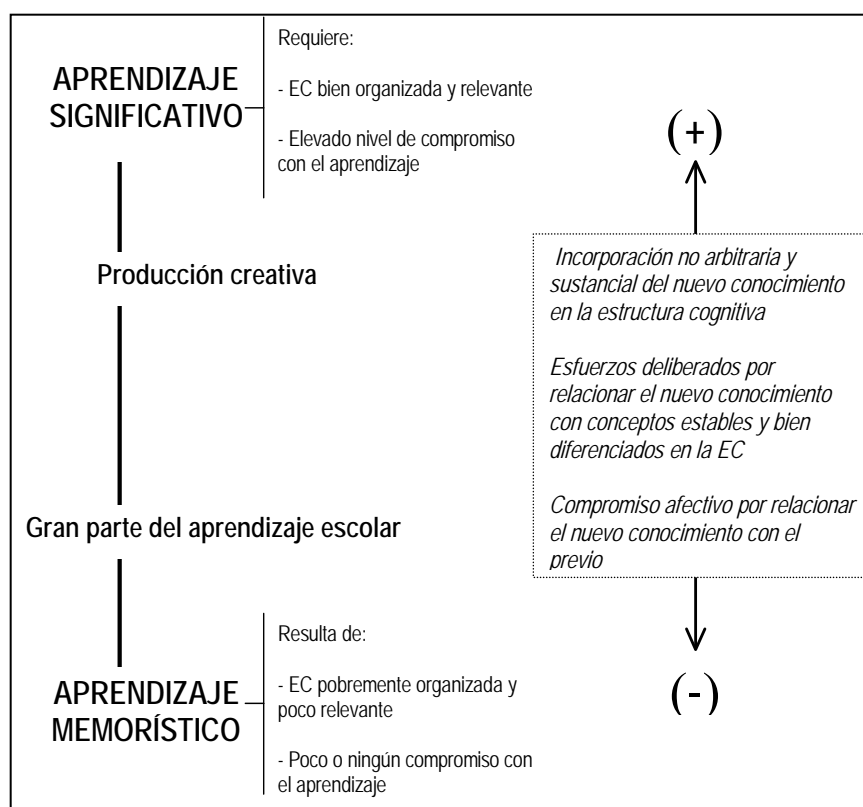 APRENDIZAJE
SIGNIFICATIVO
Requiere:
- EC bien organizada y relevante
- Elevado nivel de compromiso
con el aprendizaje
(+)
Producción creativa
Incorporación no arbitraria y
sustancial del nuevo conocimiento
en la estructura cognitiva
Esfuerzos deliberados por
relacionar el nuevo conocimiento
con conceptos estables y bien
diferenciados en la EC
Compromiso afectivo por relacionar
el nuevo conocimiento con el
previo
Gran parte del aprendizaje escolar
APRENDIZAJE
MEMORÍSTICO
Resulta de:
- EC pobremente organizada y
poco relevante
- Poco o ningún compromiso con
el aprendizaje
(-)